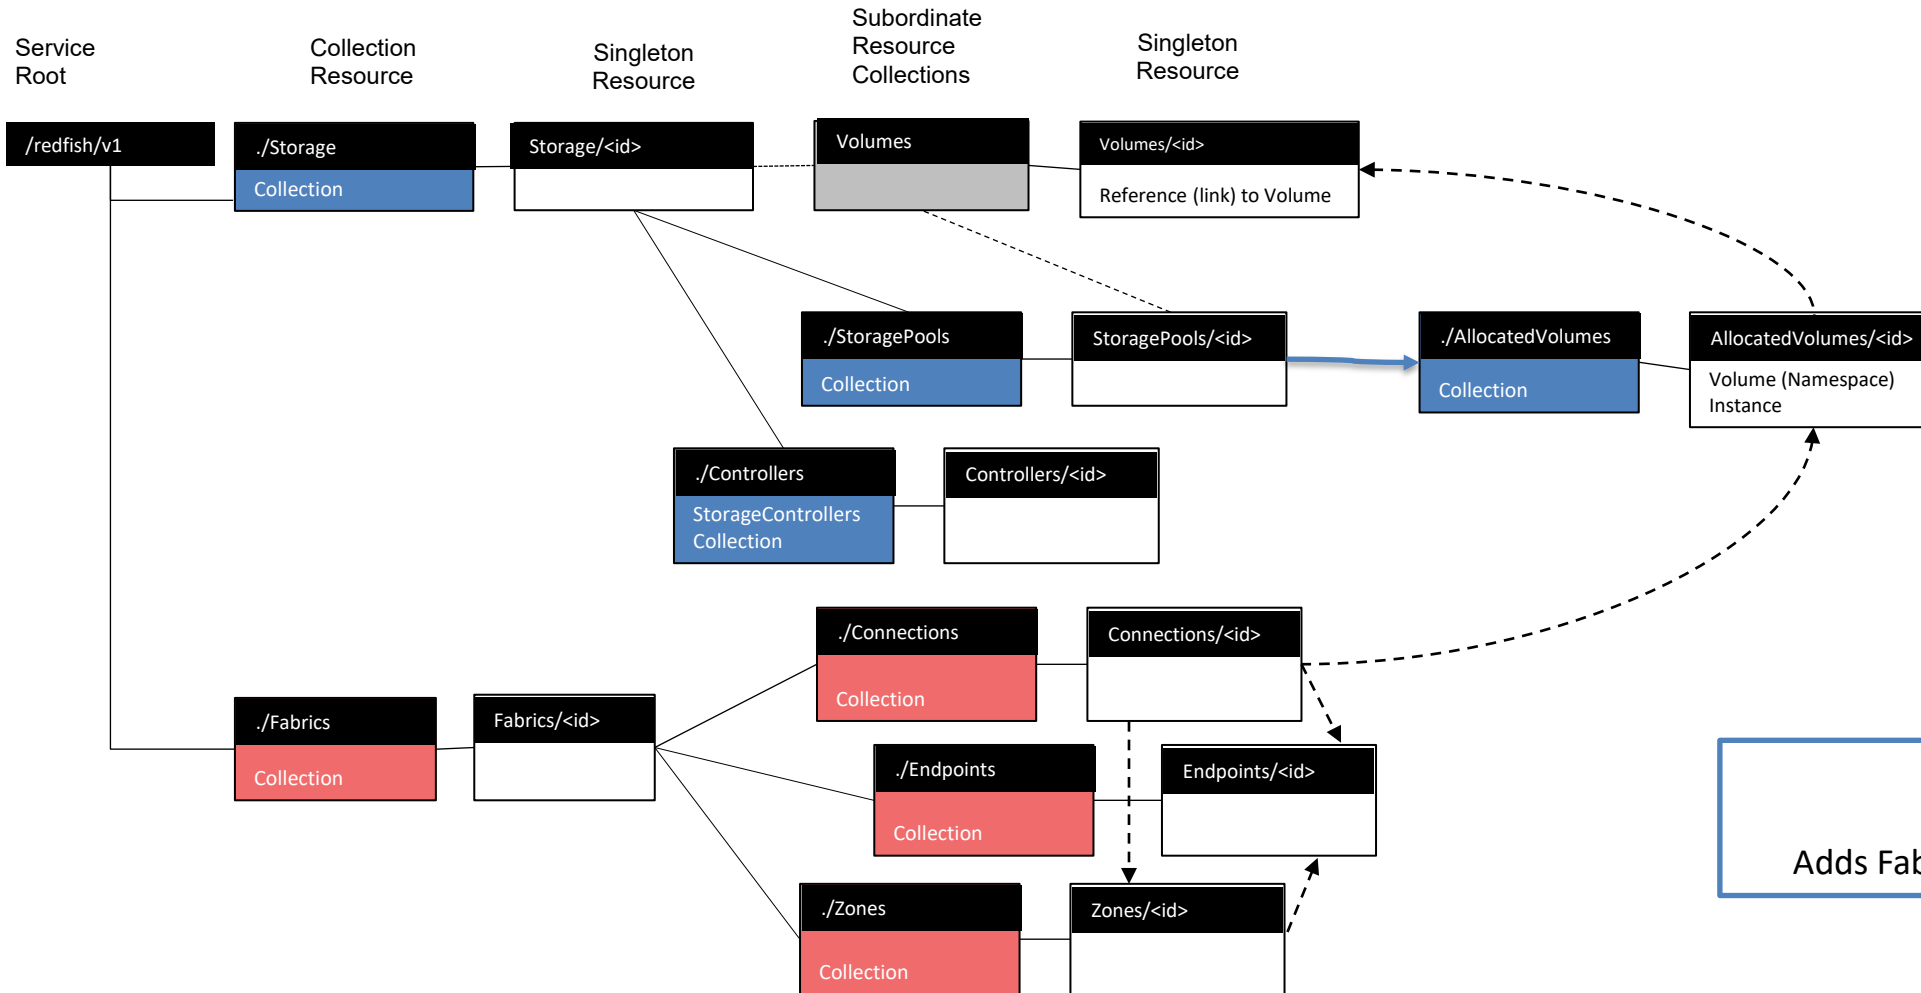 Service
Root
Collection
Resource
Singleton
Resource
Subordinate
Resource
Collections
Singleton
Resource
/redfish/v1
./Storage
Collection
Storage/<id>
Volumes
Volumes/<id>
Reference (link) to Volume
./StoragePools
Collection
StoragePools/<id>
./AllocatedVolumes
Collection
AllocatedVolumes/<id>
Volume (Namespace)
Instance
./Controllers
StorageControllers
Collection
Controllers/<id>
./Connections
Collection
Connections/<id>
./Fabrics
Collection
Fabrics/<id>
./Endpoints
Collection
Endpoints/<id>
Adds Fab
./Zones
Collection
Zones/<id>